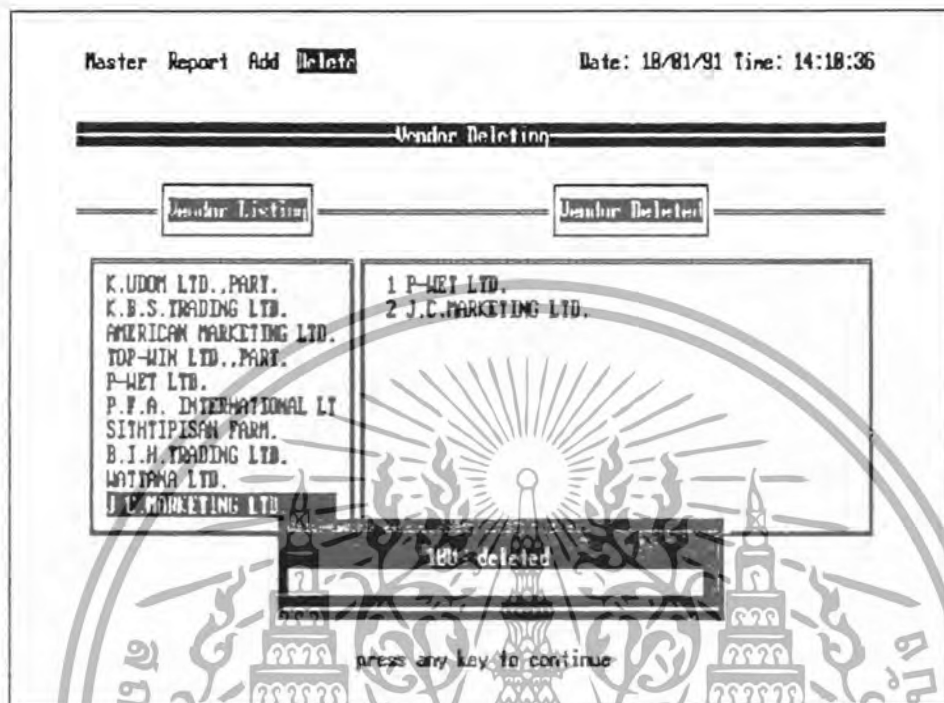 Master Report Add Delete
Date: 18/01/91 Time: 14:18:36
Vendor Deleting
Vendor Listing
Vendor Deleted
K.UDOM LTD.,PART.
K.B.S.TRADING LTD.
AMERICAN MARKETING LTD.
TOP-WIN LTD.,PART.
P-WET LTD.
P.F.A. INTERNATIONAL LT
SITHTIPISAN FARM.
B.I.H.TRADING LTD.
WATTANA LTD.
J.C.MARKETING LTD.
1 P-WET LTD.
2 J.C.MARKETING LTD.
100% deleted
press any key to continue